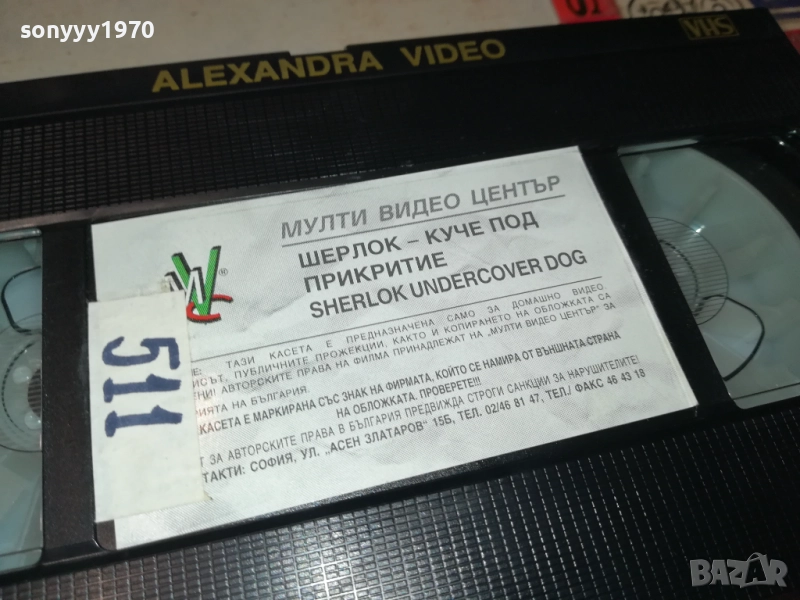 sonyyy1970
VHS
ALEXANDRA VIDEO
МУЛТИ ВИДЕО ЦЕНТЪР
ШЕРЛОК – КУЧЕ ПОД
ПРИКРИТИЕ
SHERLOK UNDERCOVER DOG
ТАЗИ КАСЕТА Е ПРЕДНАЗНАЧЕНА САМО ЗА ДОМАШНО ВИДЕО
ПУБЛИЧНИТЕ ПРОЖЕКЦИИ, КАКТО И КОПИРАНЕТО НА ОБЛОЖКАТА СА
АВТОРСКИТЕ ПРАВА НА ФИЛМА ПРИНАДЛЕЖАТ НА „МУЛТИ ВИДЕО ЦЕНТЪР" ЗА
НА БЪЛГАРИЯ.
КАСЕТА Е МАРКИРАНА СЪС ЗНАК НА ФИРМАТА, КОЙТО СЕ НАМИРА ОТ ВЪНШНАТА СТРАНА
НА ОБЛОЖКАТА. ПРОВЕРЕТЕ!!!
ЗА АВТОРСКИТЕ ПРАВА В БЪЛГАРИЯ ПРЕДВИЖДА СТРОГИ САНКЦИИ ЗА НАРУШИТЕЛИТЕ!
СОФИЯ, УЛ. "АСЕН ЗЛАТАРОВ" 15Б, ТЕЛ. 02/46 81 47, ТЕЛ./ ФАКС 46 43 18
511
BAZAR